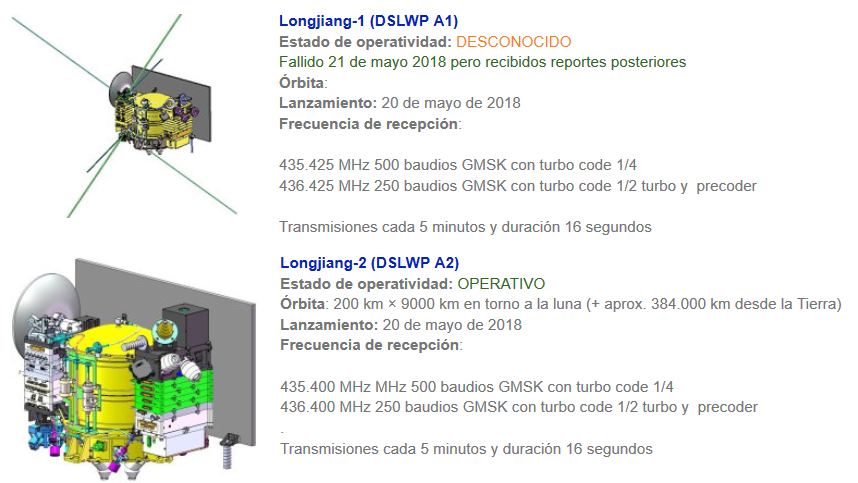 Longjiang-1 (DSLWP A1)
Estado de operatividad: DESCONOCIDO
Fallido 21 de mayo 2018 pero recibidos reportes posteriores
Órbita:
Lanzamiento: 20 de mayo de 2018
Frecuencia de recepción:
435.425 MHz 500 baudios GMSK con turbo code 1/4
436.425 MHz 250 baudios GMSK con turbo code 1/2 turbo y  precoder
Transmisiones cada 5 minutos y duración 16 segundos
Longjiang-2 (DSLWP A2)
Estado de operatividad: OPERATIVO
Órbita: 200 km × 9000 km en torno a la luna (+ aprox. 384.000 km desde la Tierra)
Lanzamiento: 20 de mayo de 2018
Frecuencia de recepción:
435.400 MHz MHz 500 baudios GMSK con turbo code 1/4
436.400 MHz 250 baudios GMSK con turbo code 1/2 turbo y  precoder
.
Transmisiones cada 5 minutos y duración 16 segundos